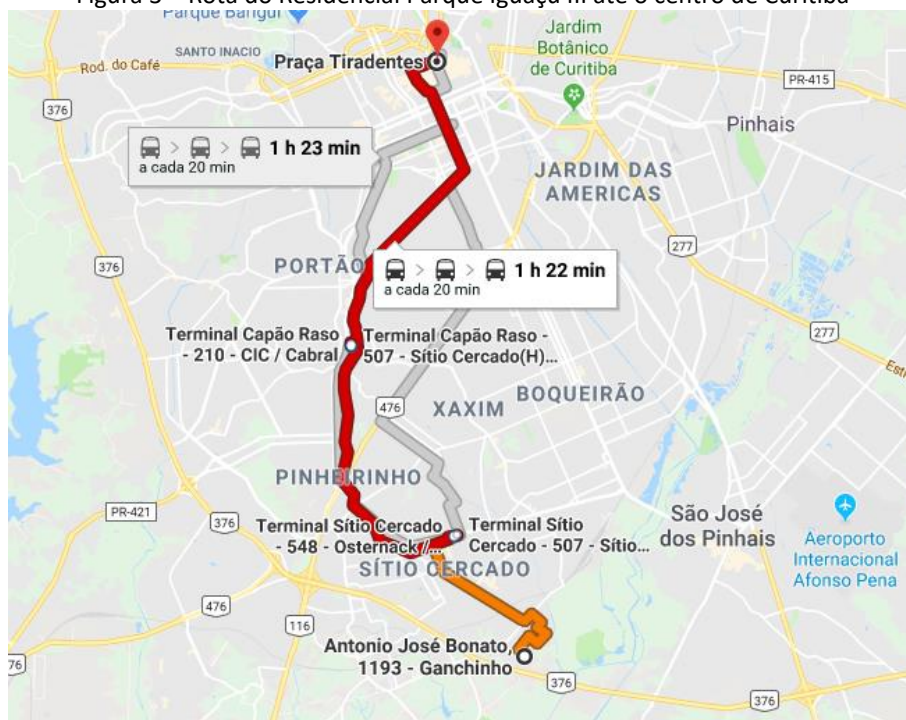 Figura 5 – Rota do Residencial Parque Iguaçu III até o centro de Curitiba
Parque Barigui
SANTO INACIO
Rod. do Café
Praça Tiradentes
Jardim
Botânico
de Curitiba
PR-415
376
Pinhais
1 h 23 min
a cada 20 min
JARDIM DAS
AMERICAS
277
376
PORTÃO
1 h 22 min
a cada 20 min
Terminal Capão Raso
- 210 - CIC / Cabral
Terminal Capão Raso -
507 - Sítio Cercado(H)...
277
BOQUEIRÃO
476
XAXIM
PINHEIRINHO
PR-421
376
Terminal Sítio Cercado
- 548 - Osternack /...
Terminal Sítio
Cercado - 507 - Sítio...
São José
dos Pinhais
SÍTIO CERCADO
Aeroporto
Internacional
Afonso Pena
476
116
Antonio José Bonato,
1193 - Ganchinho
76
376
376
376